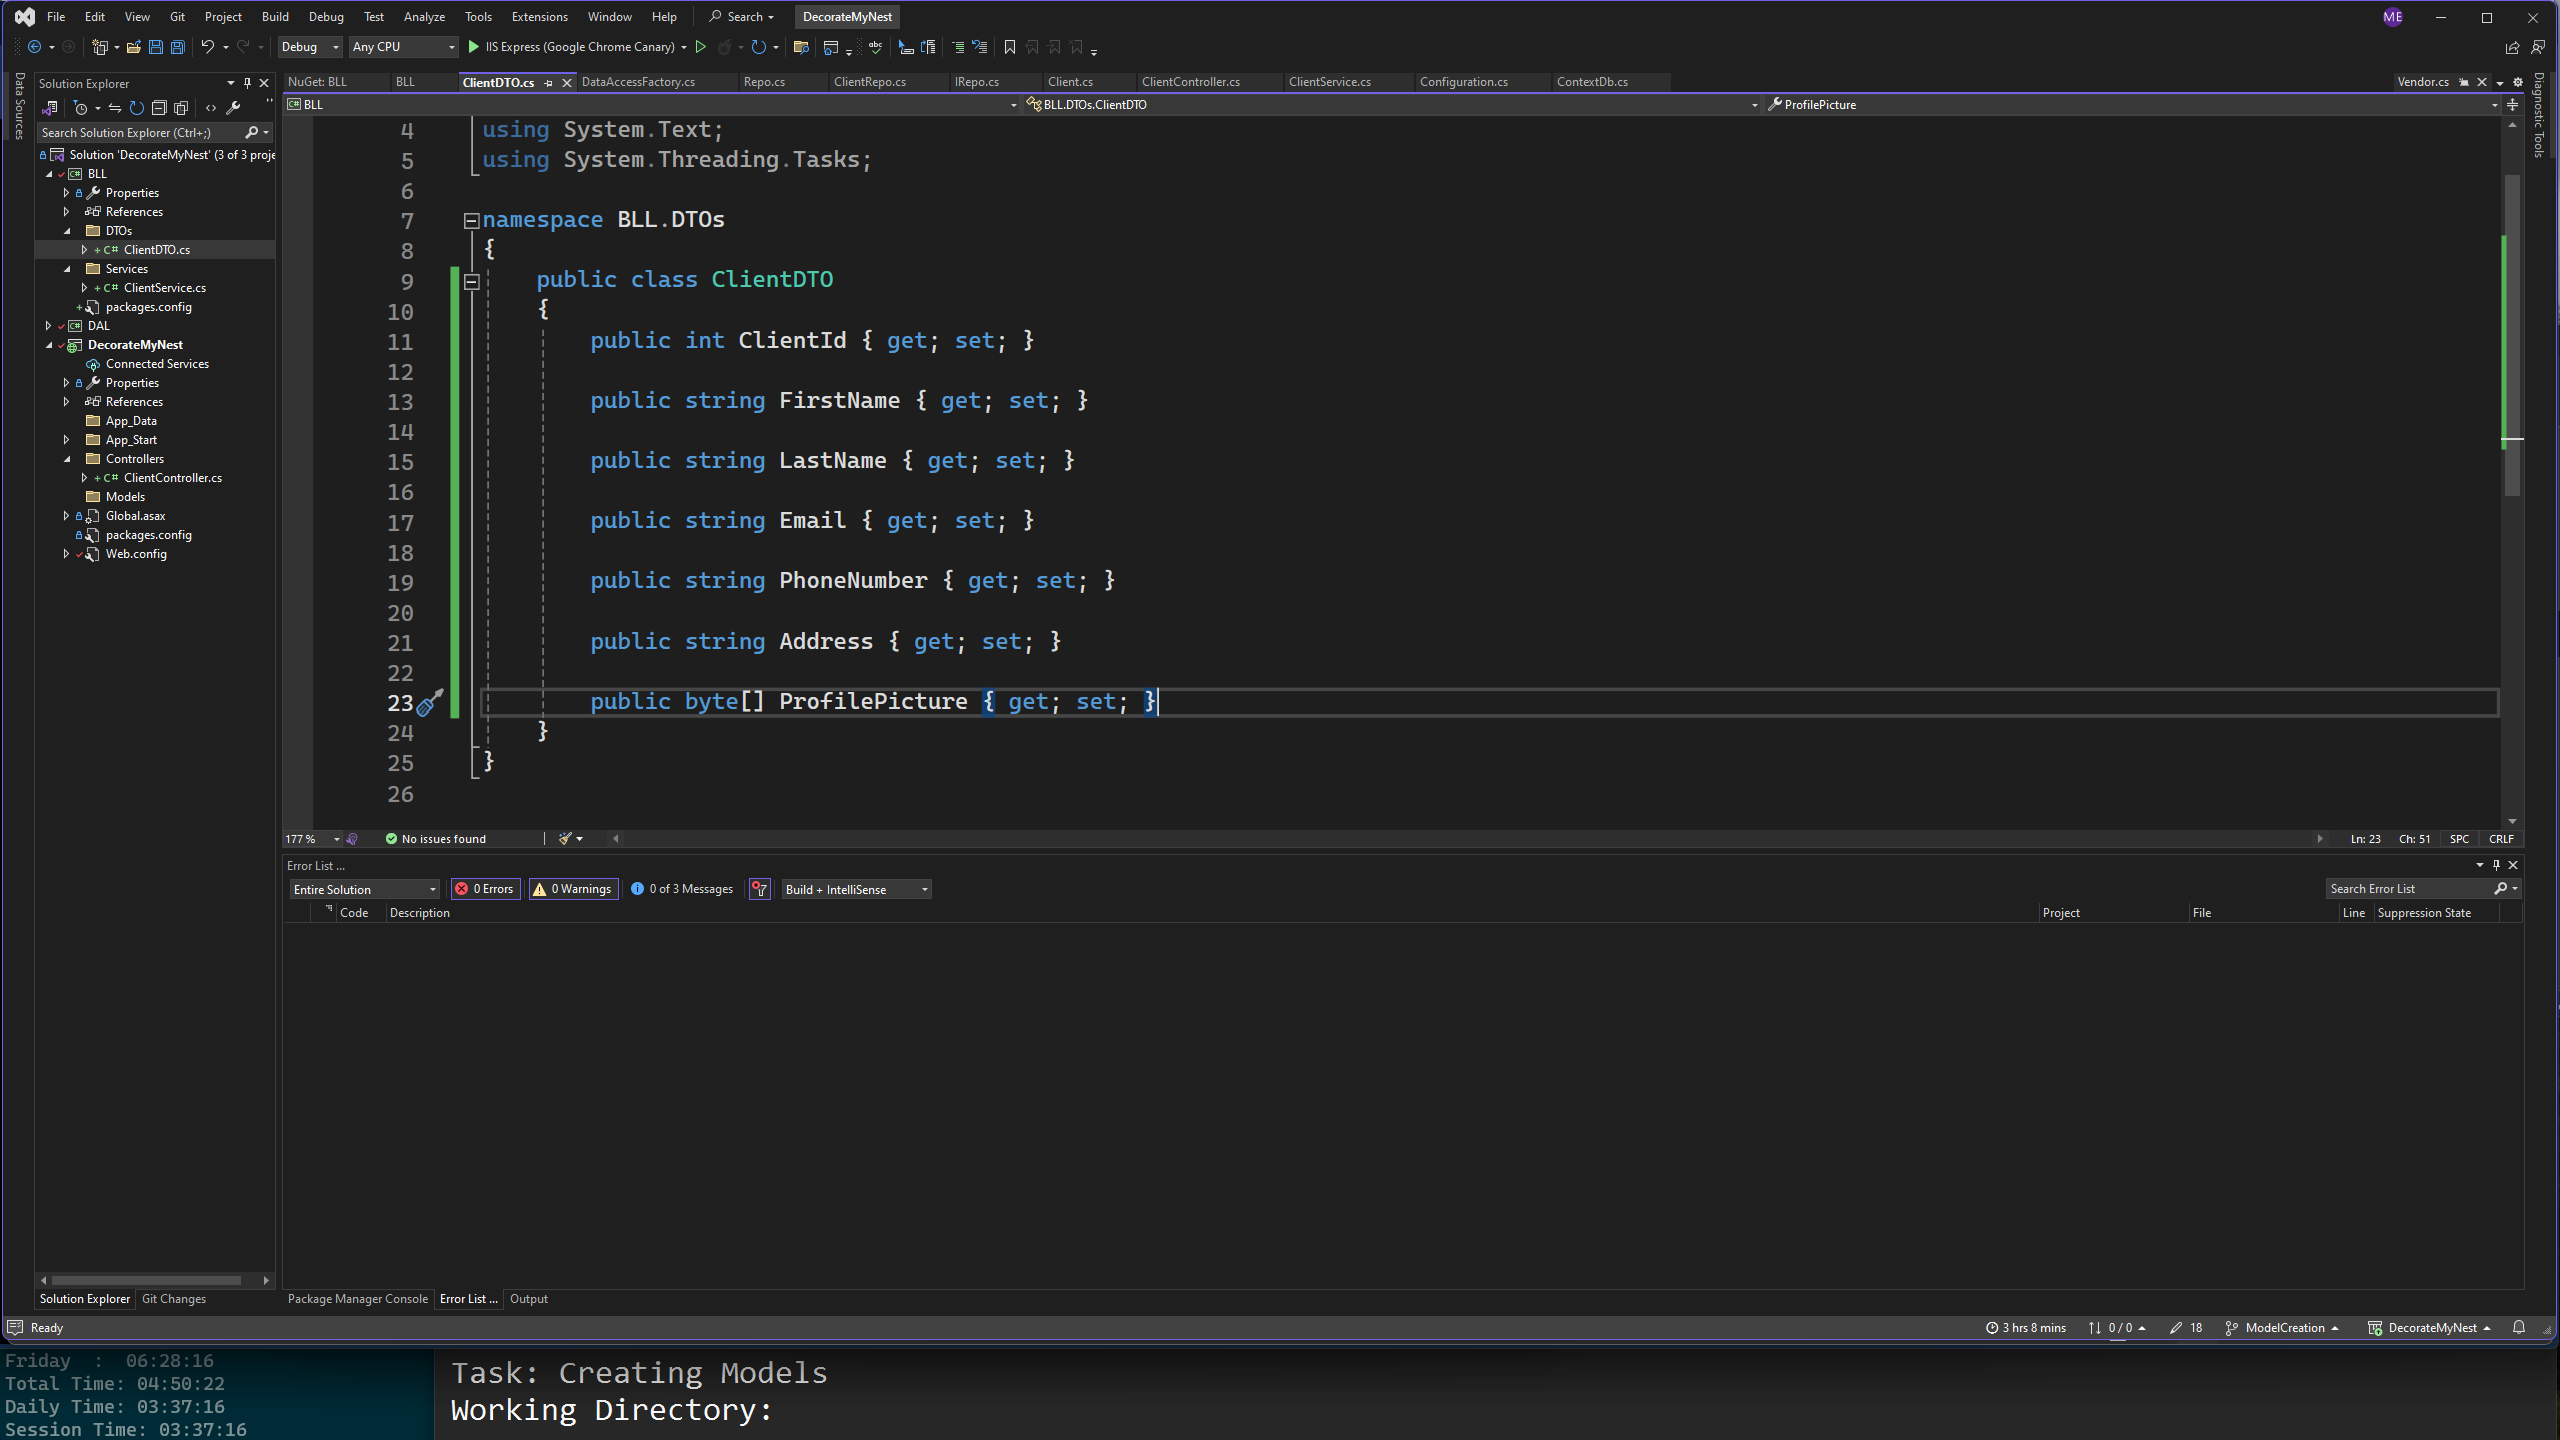 File Edit View Git Project Build Debug Test Analyze Tools Extensions Window Help Search DecorateMyNest ME
Debug Any CPU IIS Express (Google Chrome Canary)
Data Sources
Solution Explorer
Search Solution Explorer (Ctrl+;)
Solution 'DecorateMyNest' (3 of 3 proje
BLL
Properties
References
DTOs
C# ClientDTO.cs
Services
C# ClientService.cs
packages.config
DAL
DecorateMyNest
Connected Services
Properties
References
App_Data
App_Start
Controllers
C# ClientController.cs
Models
Global.asax
packages.config
Web.config
Solution Explorer Git Changes
NuGet: BLL BLL ClientDTO.cs DataAccessFactory.cs Repo.cs ClientRepo.cs IRepo.cs Client.cs ClientController.cs ClientService.cs Configuration.cs ContextDb.cs Vendor.cs
BLL BLL.DTOs.ClientDTO ProfilePicture
Diagnostic Tools
4 using System.Text;
5 using System.Threading.Tasks;
6
7 namespace BLL.DTOs
8 {
9 public class ClientDTO
10 {
11 public int ClientId { get; set; }
12
13 public string FirstName { get; set; }
14
15 public string LastName { get; set; }
16
17 public string Email { get; set; }
18
19 public string PhoneNumber { get; set; }
20
21 public string Address { get; set; }
22
23 public byte[] ProfilePicture { get; set; }
24 }
25 }
26
177 % No issues found Ln: 23 Ch: 51 SPC CRLF
Error List ...
Entire Solution 0 Errors 0 Warnings 0 of 3 Messages Build + IntelliSense Search Error List
Code Description Project File Line Suppression State
Package Manager Console Error List ... Output
Ready 3 hrs 8 mins 0 / 0 18 ModelCreation DecorateMyNest
Friday : 06:28:16
Total Time: 04:50:22
Daily Time: 03:37:16
Session Time: 03:37:16
Task: Creating Models
Working Directory: